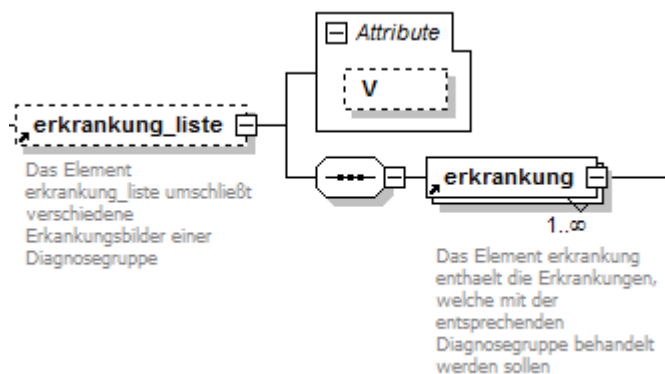 Attribute
V
erkrankung_liste
Das Element
erkrankung_liste umschließt
verschiedene
Erkankungsbilder einer
Diagnosegruppe
erkrankung
1..∞
Das Element erkrankung
enthaelt die Erkrankungen,
welche mit der
entsprechenden
Diagnosegruppe behandelt
werden sollen